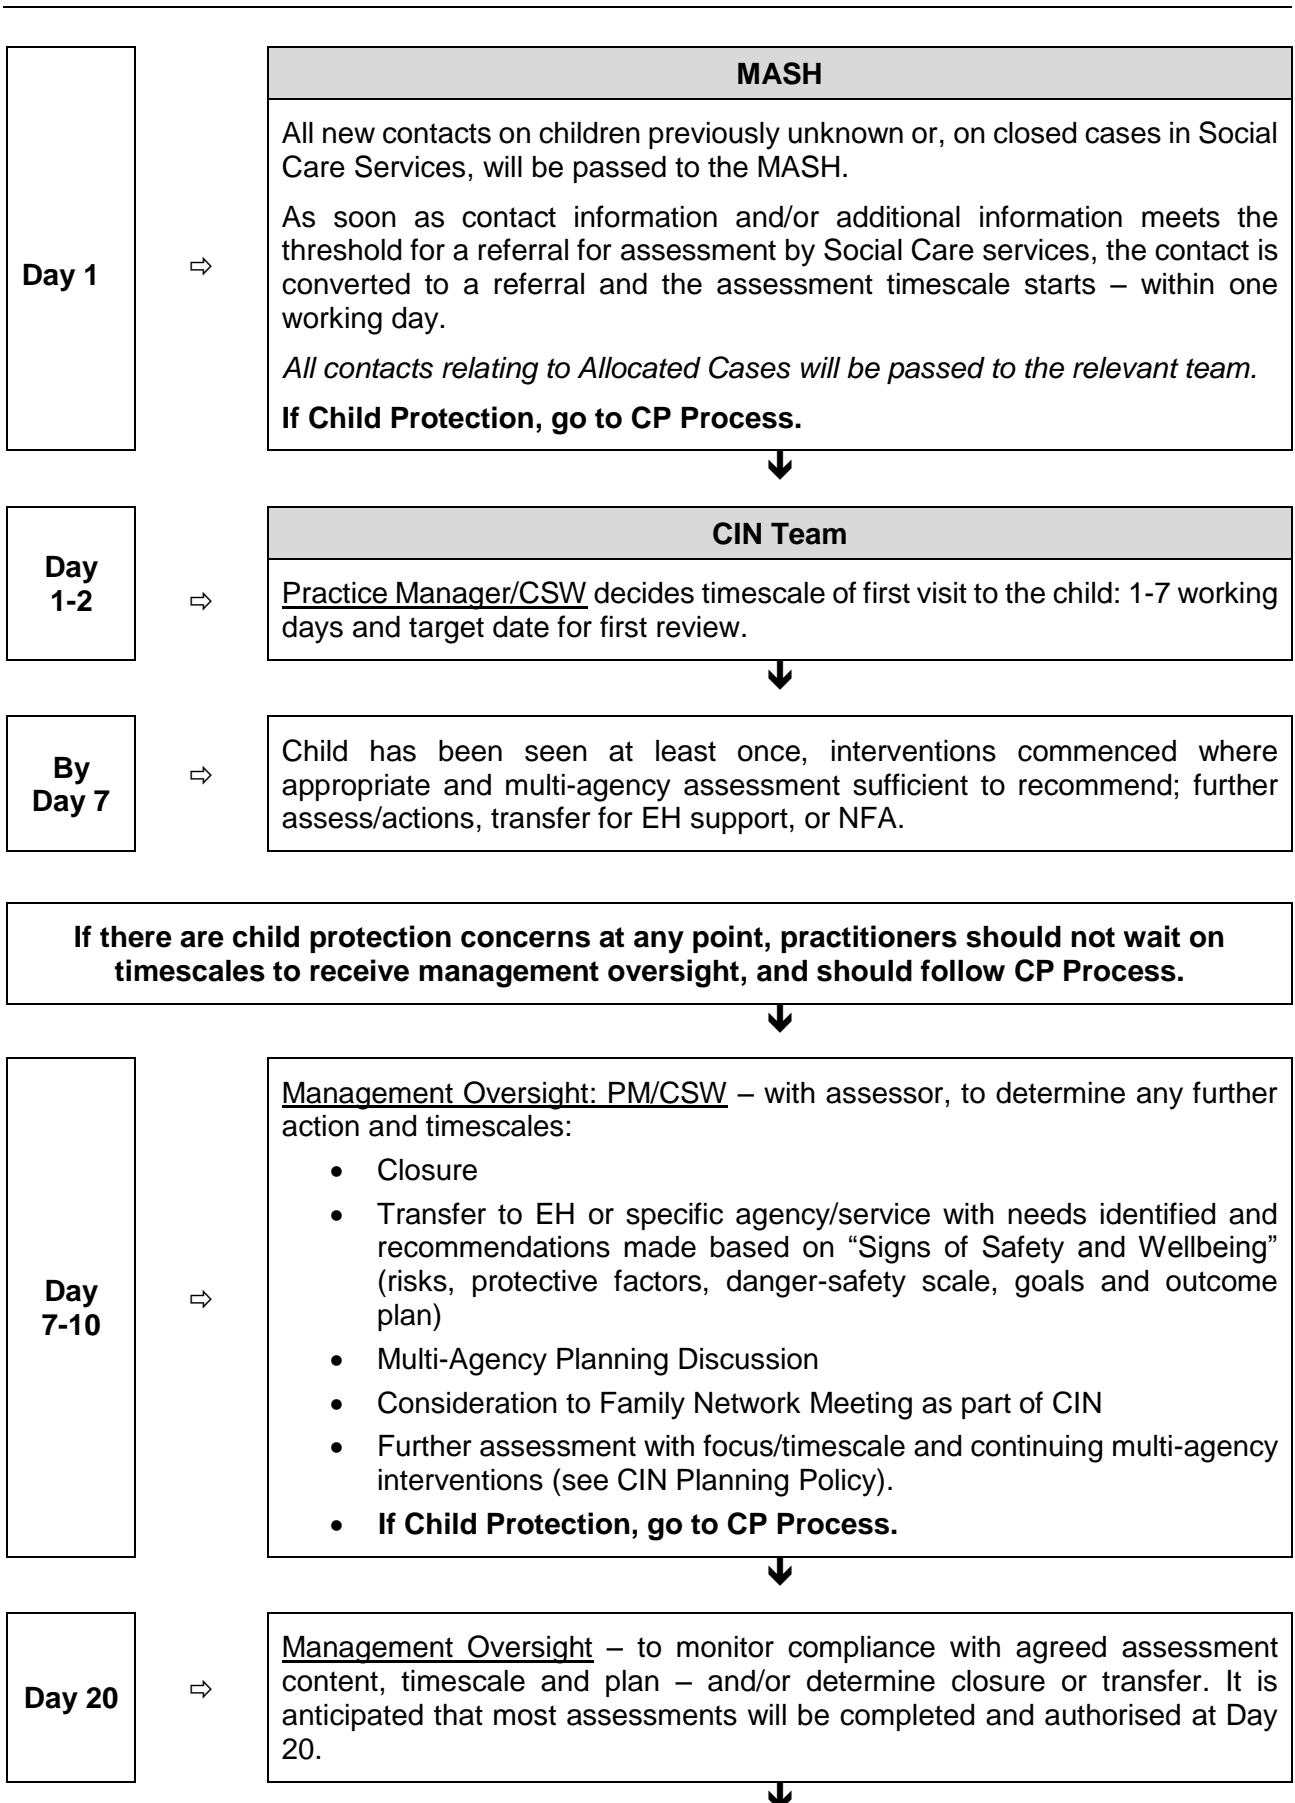 MASH
All new contacts on children previously unknown or, on closed cases in Social
Care Services, will be passed to the MASH.
As soon as contact information and/or additional information meets the
threshold for a referral for assessment by Social Care services, the contact is
converted to a referral and the assessment timescale starts – within one
working day.
All contacts relating to Allocated Cases will be passed to the relevant team.
If Child Protection, go to CP Process.
Day 1
⇨
CIN Team
Practice Manager/CSW decides timescale of first visit to the child: 1-7 working
days and target date for first review.
Day
1-2
⇨
Child has been seen at least once, interventions commenced where
appropriate and multi-agency assessment sufficient to recommend; further
assess/actions, transfer for EH support, or NFA.
By
Day 7
⇨
If there are child protection concerns at any point, practitioners should not wait on
timescales to receive management oversight, and should follow CP Process.
Management Oversight: PM/CSW – with assessor, to determine any further
action and timescales:
• Closure
• Transfer to EH or specific agency/service with needs identified and
recommendations made based on “Signs of Safety and Wellbeing”
(risks, protective factors, danger-safety scale, goals and outcome
plan)
• Multi-Agency Planning Discussion
• Consideration to Family Network Meeting as part of CIN
• Further assessment with focus/timescale and continuing multi-agency
interventions (see CIN Planning Policy).
• If Child Protection, go to CP Process.
Day
7-10
⇨
Management Oversight – to monitor compliance with agreed assessment
content, timescale and plan – and/or determine closure or transfer. It is
anticipated that most assessments will be completed and authorised at Day
20.
Day 20
⇨